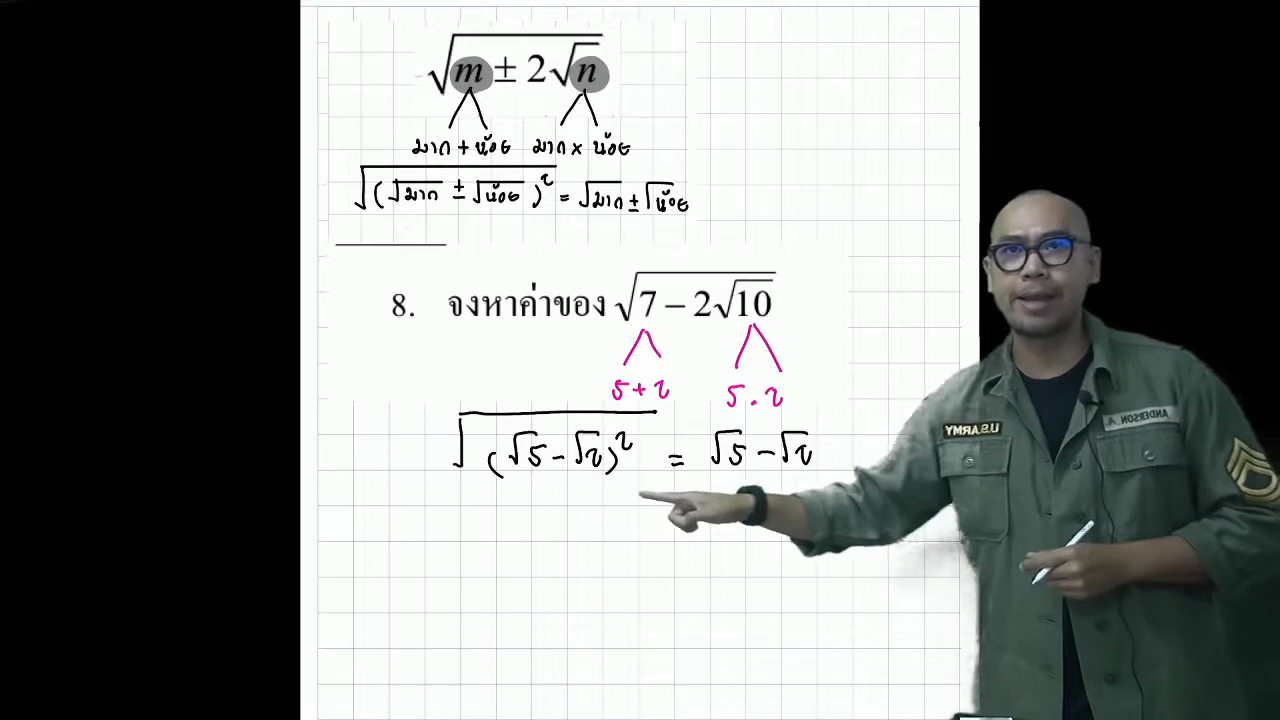 √(m ± 2√n)
มาก + น้อย มาก × น้อย
√((√มาก ± √น้อย)²) = √มาก ± √น้อย
8. จงหาค่าของ √(7 − 2√10)
5 + 2 5 . 2
√((√5 − √2)²) = √5 − √2
U.S.ARMY
ANDERSON A.